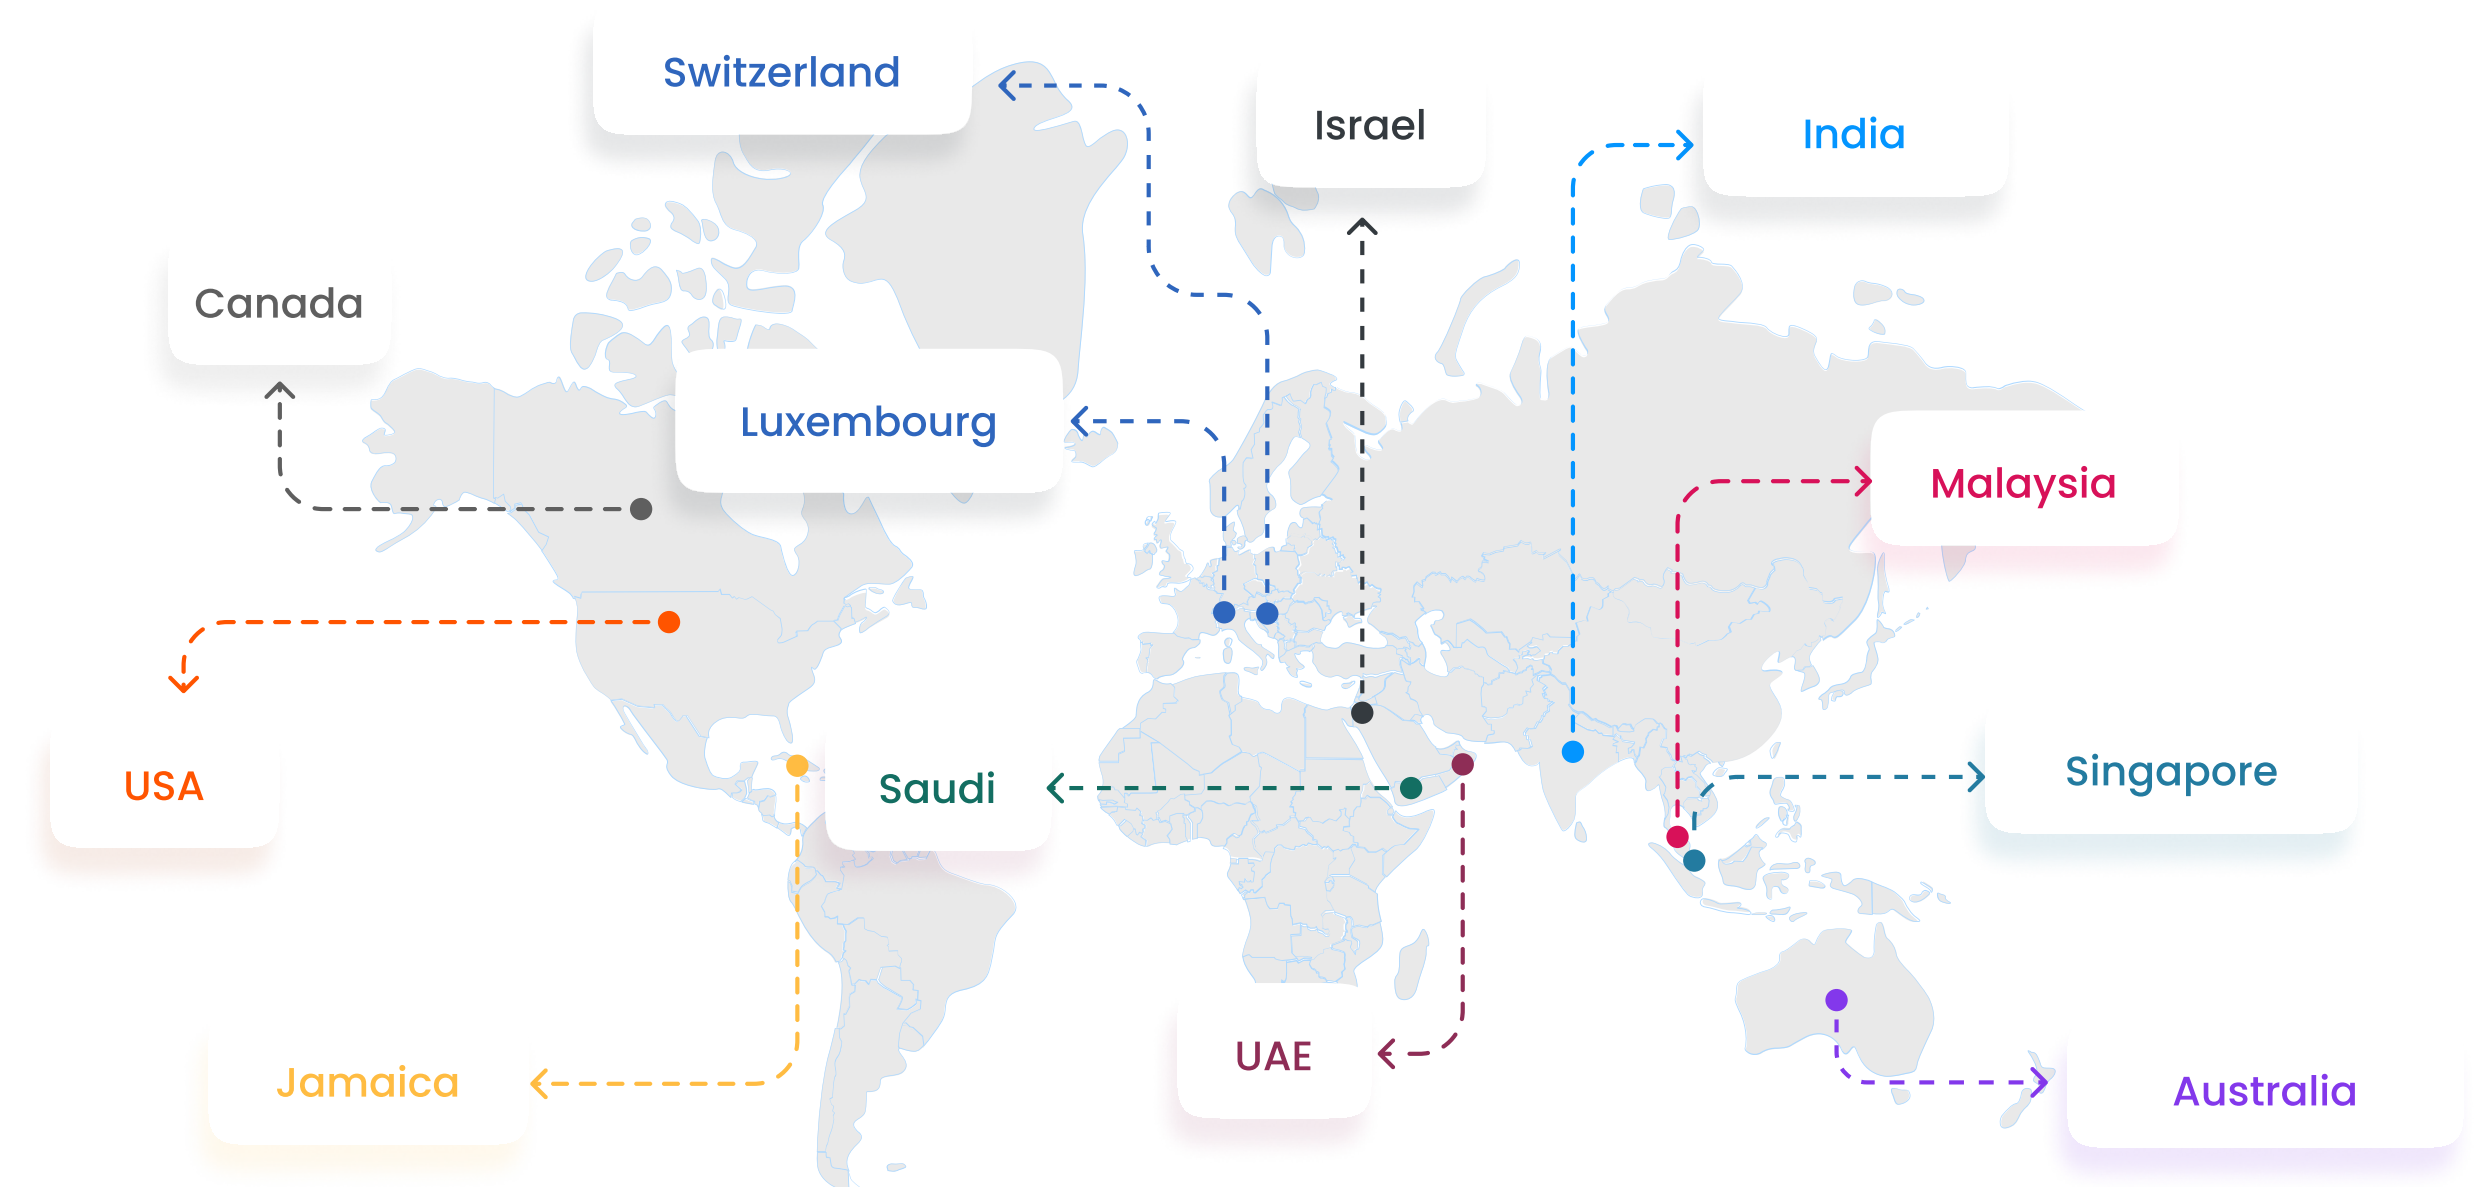 Switzerland
Israel
India
Canada
Luxembourg
Malaysia
USA
Saudi
Singapore
UAE
Jamaica
Australia